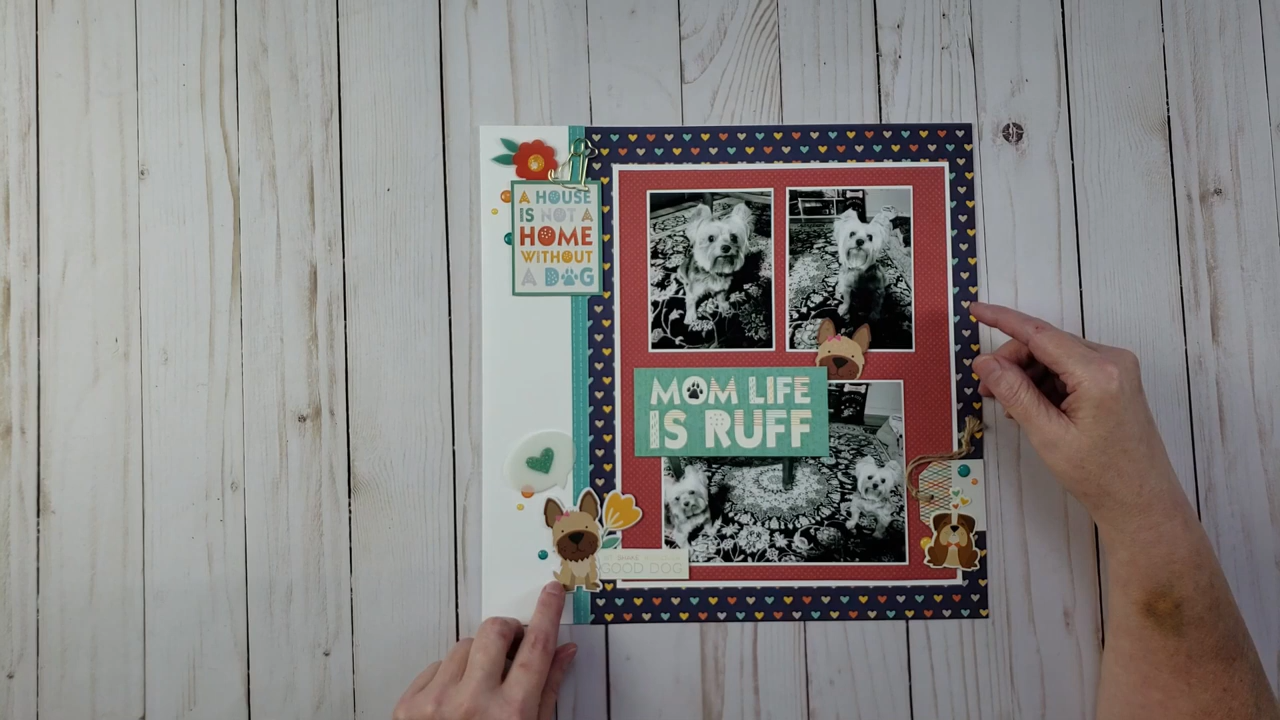 A HOUSE
IS NOT A
HOME
WITHOUT
A DOG
MOM LIFE
IS RUFF
GOOD DOG